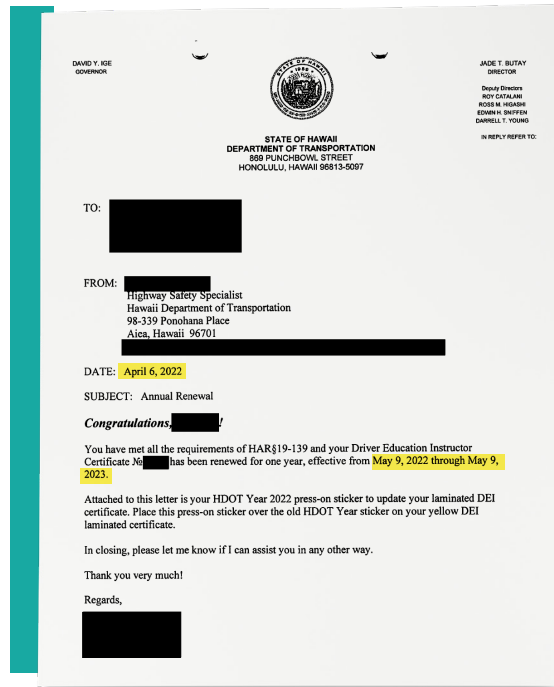 DAVID Y. IGE
GOVERNOR
STATE OF HAWAII
1959
JADE T. BUTAY
DIRECTOR
Deputy Directors
ROY CATALANI
ROSS M. HIGASHI
EDWIN H. SNIFFEN
DARRELL T. YOUNG
IN REPLY REFER TO:
STATE OF HAWAII
DEPARTMENT OF TRANSPORTATION
869 PUNCHBOWL STREET
HONOLULU, HAWAII 96813-5097
TO:
FROM:
Highway Safety Specialist
Hawaii Department of Transportation
98-339 Ponohana Place
Aiea, Hawaii 96701
DATE: April 6, 2022
SUBJECT: Annual Renewal
Congratulations, !
You have met all the requirements of HAR§19-139 and your Driver Education Instructor
Certificate № has been renewed for one year, effective from May 9, 2022 through May 9,
2023.
Attached to this letter is your HDOT Year 2022 press-on sticker to update your laminated DEI
certificate. Place this press-on sticker over the old HDOT Year sticker on your yellow DEI
laminated certificate.
In closing, please let me know if I can assist you in any other way.
Thank you very much!
Regards,